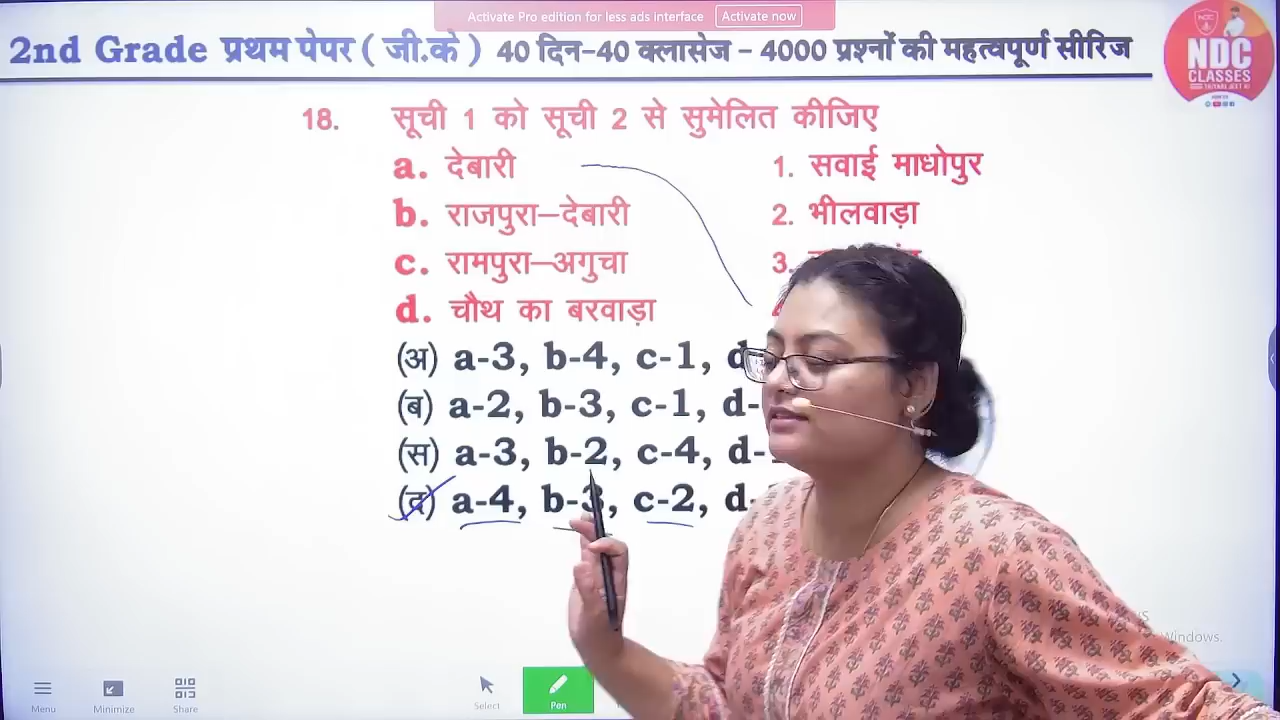 Activate Pro edition for less ads interface Activate now
2nd Grade प्रथम पेपर ( जी.के ) 40 दिन-40 क्लासेज - 4000 प्रश्नों की महत्वपूर्ण सीरिज
NDC
CLASSES
18. सूची 1 को सूची 2 से सुमेलित कीजिए
a. देबारी 1. सवाई माधोपुर
b. राजपुरा–देबारी 2. भीलवाड़ा
c. रामपुरा–अगुचा 3.
d. चौथ का बरवाड़ा
(अ) a-3, b-4, c-1, d
(ब) a-2, b-3, c-1, d-
(स) a-3, b-2, c-4, d-
(द) a-4, b-3, c-2, d-
Windows.
Menu Minimize Share Select Pen